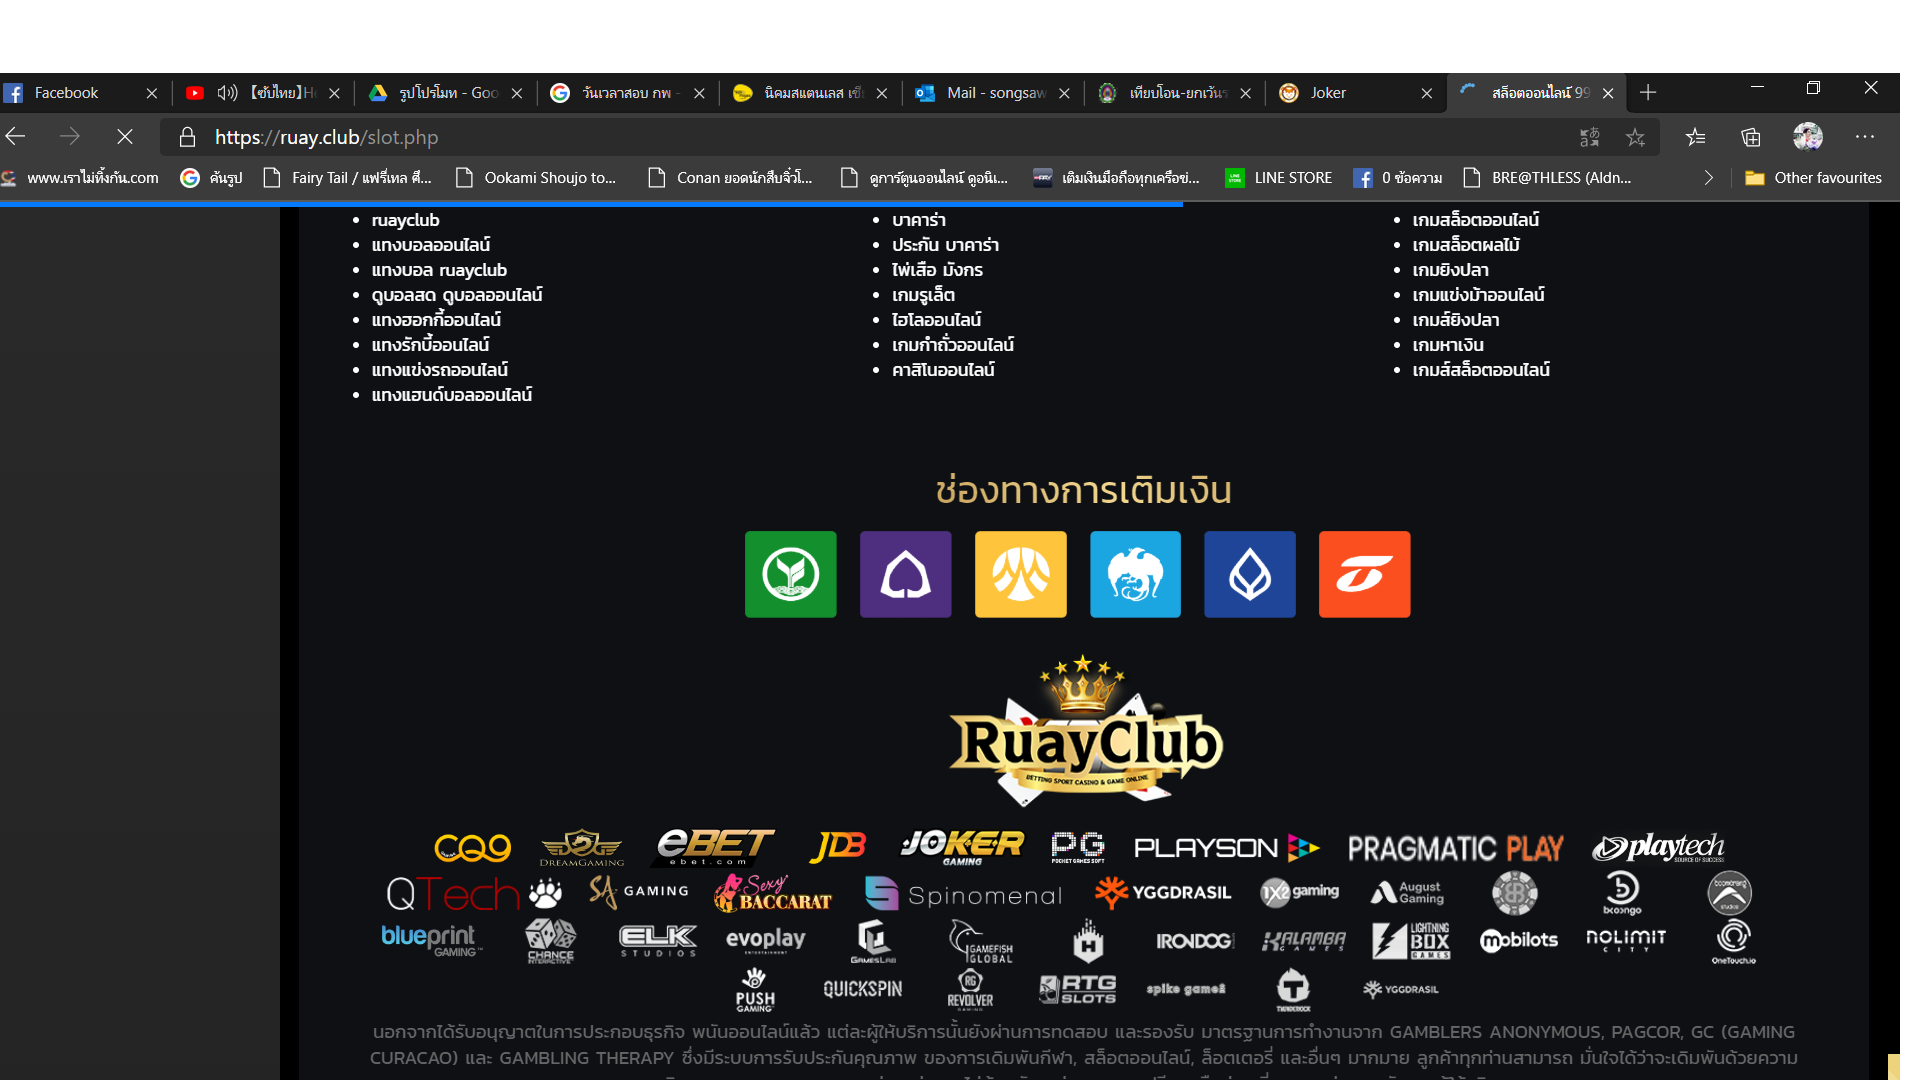 Facebook
【ซับไทย】H
รูปโปรโมท - Goo
วันเวลาสอบ กพ -
นิคมสแตนเลส เซีย
Mail - songsaw
เทียบโอน-ยกเว้นร
Joker
สล็อตออนไลน์ 99
https://ruay.club/slot.php
www.เราไม่ทิ้งกัน.com
ค้นรูป
Fairy Tail / แฟรี่เทล ศึ...
Ookami Shoujo to...
Conan ยอดนักสืบจิ๋วโ...
ดูการ์ตูนออนไลน์ ดูอนิเ...
เติมเงินมือถือทุกเครือข่...
LINE STORE
0 ข้อความ
BRE@THLESS (Aldn...
Other favourites
ruayclub
แทงบอลออนไลน์
แทงบอล ruayclub
ดูบอลสด ดูบอลออนไลน์
แทงฮอกกี้ออนไลน์
แทงรักบี้ออนไลน์
แทงแข่งรถออนไลน์
แทงแฮนด์บอลออนไลน์
บาคาร่า
ประกัน บาคาร่า
ไพ่เสือ มังกร
เกมรูเล็ต
ไฮโลออนไลน์
เกมกำถั่วออนไลน์
คาสิโนออนไลน์
เกมสล็อตออนไลน์
เกมสล็อตผลไม้
เกมยิงปลา
เกมแข่งม้าออนไลน์
เกมส์ยิงปลา
เกมหาเงิน
เกมส์สล็อตออนไลน์
ช่องทางการเติมเงิน
RuayClub
BETTING SPORT CASINO & GAME ONLINE
CQ9
DREAMGAMING
eBET
ebet.com
JDB
JOKER
GAMING
PG
POCKET GAMES SOFT
PLAYSON
PRAGMATIC PLAY
playtech
SOURCE OF SUCCESS
QTech
SA GAMING
Sexy
BACCARAT
Spinomenal
YGGDRASIL
1X2 gaming
August
Gaming
booongo
boomerang
studios
blueprint
GAMING™
CHANCE
INTERACTIVE
ELK
STUDIOS
evoplay
ENTERTAINMENT
GAMESLAB
GAMEFISH
GLOBAL
IRONDOG
KALAMBA
GAMES
LIGHTNING
BOX
GAMES
mobilots
NOLIMIT
CITY
OneTouch.io
PUSH
GAMING
QUICKSPIN
RG
REVOLVER
GAMING
RTG
SLOTS
spike games
THUNDERKICK
YGGDRASIL
นอกจากได้รับอนุญาตในการประกอบธุรกิจ พนันออนไลน์แล้ว แต่ละผู้ให้บริการนั้นยังผ่านการทดสอบ และรองรับ มาตรฐานการทำงานจาก GAMBLERS ANONYMOUS, PAGCOR, GC (GAMING
CURACAO) และ GAMBLING THERAPY ซึ่งมีระบบการรับประกันคุณภาพ ของการเดิมพันกีฬา, สล็อตออนไลน์, ล็อตเตอรี่ และอื่นๆ มากมาย ลูกค้าทุกท่านสามารถ มั่นใจได้ว่าจะเดิมพันด้วยความ